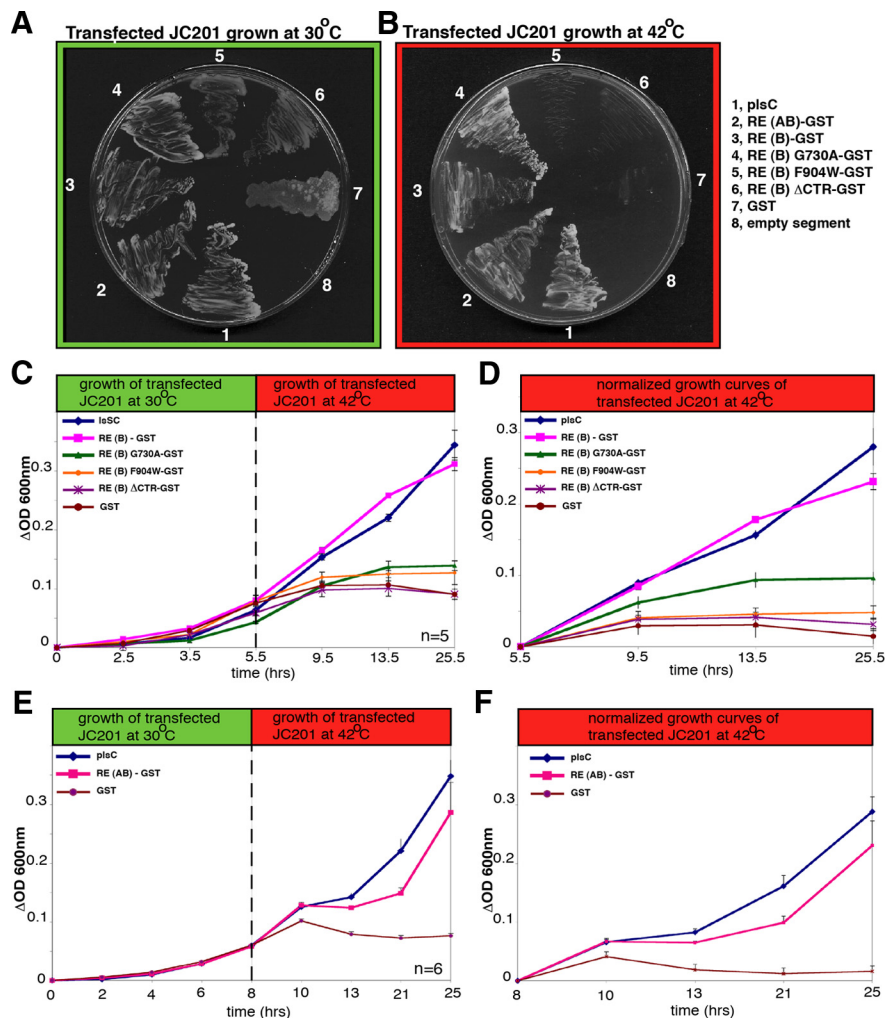 A
Transfected JC201 grown at 30°C
5
4
6
3
7
2
8
1
B
Transfected JC201 growth at 42°C
5
4
6
3
7
2
8
1
1, plsC
2, RE (AB)-GST
3, RE (B)-GST
4, RE (B) G730A-GST
5, RE (B) F904W-GST
6, RE (B) ΔCTR-GST
7, GST
8, empty segment
C
growth of transfected
JC201 at 30°C
growth of transfected
JC201 at 42°C
lsSC
RE (B) - GST
RE (B) G730A-GST
RE (B) F904W-GST
RE (B) ΔCTR-GST
GST
ΔOD 600nm
0.3
0.2
0.1
0
n=5
0 2.5 3.5 5.5 9.5 13.5 25.5
time (hrs)
D
normalized growth curves of
transfected JC201 at 42°C
plsC
RE (B) - GST
RE (B) G730A-GST
RE (B) F904W-GST
RE (B) ΔCTR-GST
GST
ΔOD 600nm
0.3
0.2
0.1
0
5.5 9.5 13.5 25.5
time (hrs)
E
growth of transfected
JC201 at 30°C
growth of transfected
JC201 at 42°C
plsC
RE (AB) - GST
GST
ΔOD 600nm
0.3
0.2
0.1
0
n=6
0 2 4 6 8 10 13 21 25
time (hrs)
F
normalized growth curves of
transfected JC201 at 42°C
plsC
RE (AB) - GST
GST
ΔOD 600nm
0.3
0.2
0.1
0
8 10 13 21 25
time (hrs)